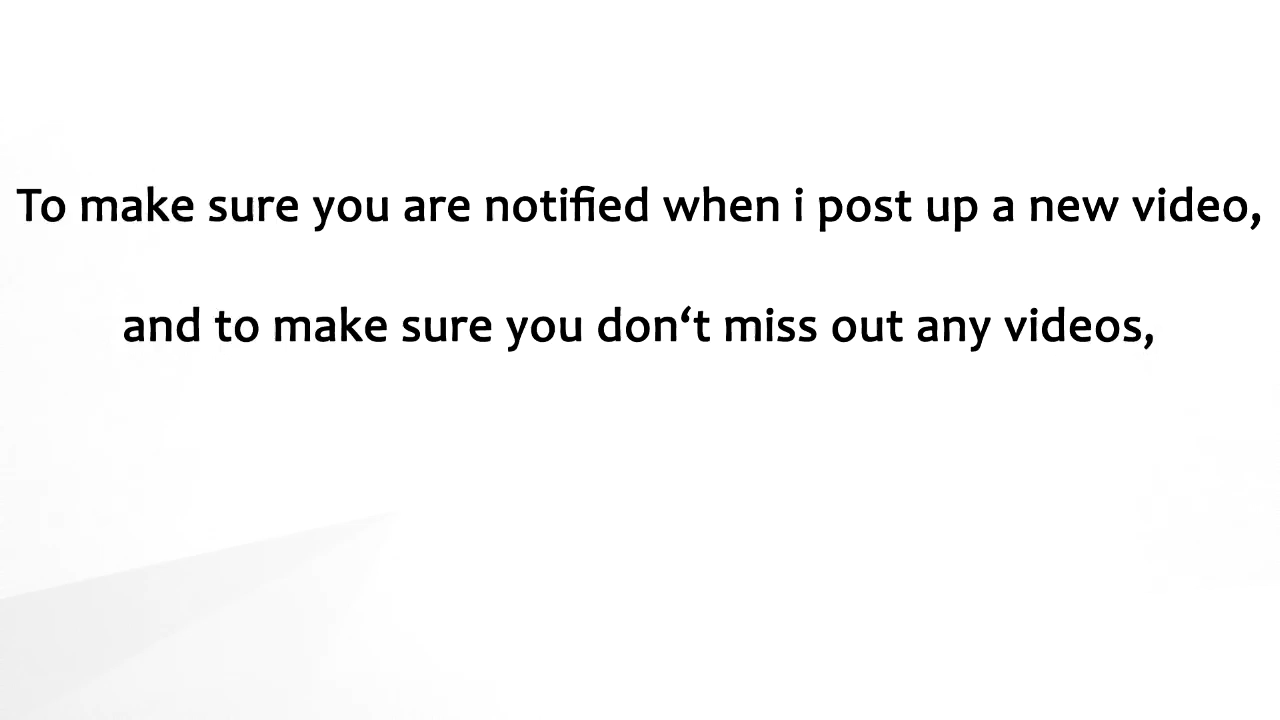 To make sure you are notified when i post up a new video,
and to make sure you don‘t miss out any videos,